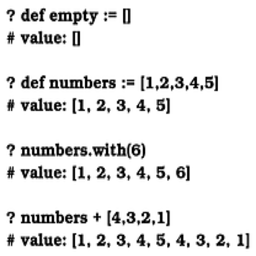 ? def empty := []
# value: []
? def numbers := [1,2,3,4,5]
# value: [1, 2, 3, 4, 5]
? numbers.with(6)
# value: [1, 2, 3, 4, 5, 6]
? numbers + [4,3,2,1]
# value: [1, 2, 3, 4, 5, 4, 3, 2, 1]